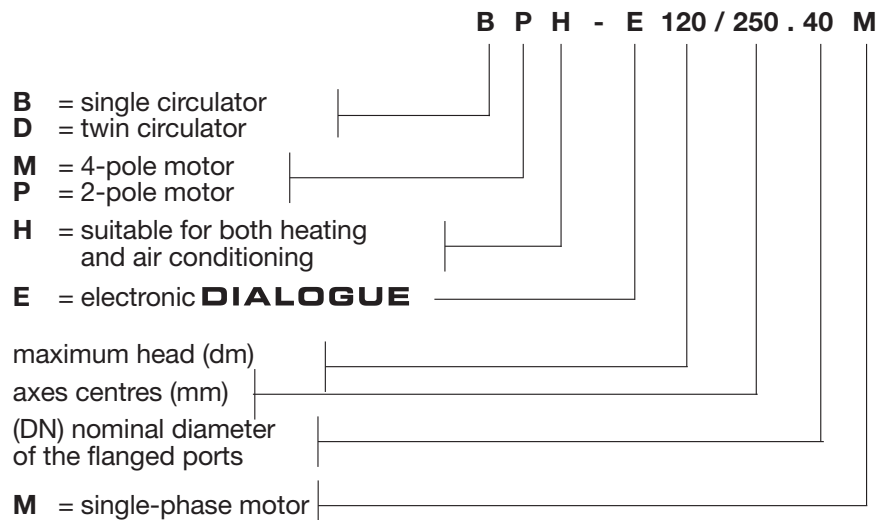 B P H - E 120 / 250 . 40 M
B = single circulator
D = twin circulator
M = 4-pole motor
P = 2-pole motor
H = suitable for both heating
and air conditioning
E = electronic DIALOGUE
maximum head (dm)
axes centres (mm)
(DN) nominal diameter
of the flanged ports
M = single-phase motor